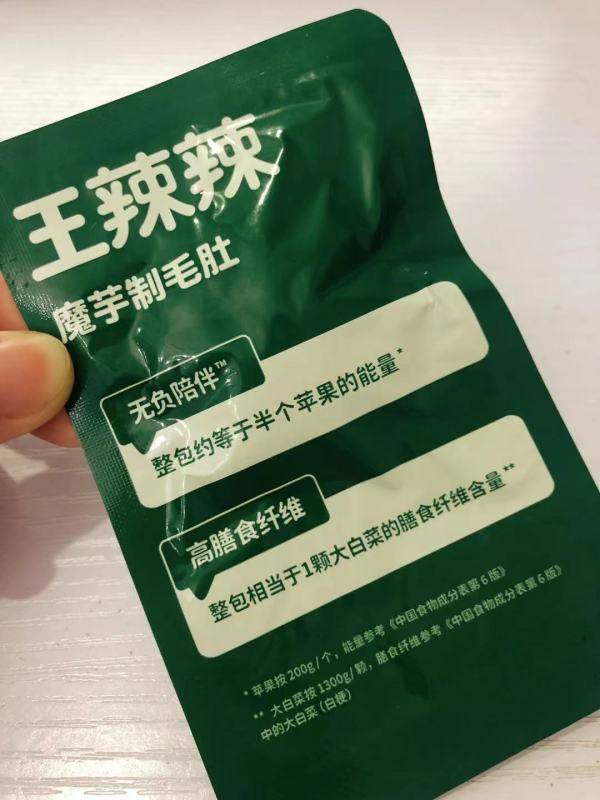 王辣辣
魔芋制毛肚
无负陪伴™
整包约等于半个苹果的能量*
高膳食纤维
整包相当于1颗大白菜的膳食纤维含量**
* 苹果按200g/个，能量参考《中国食物成分表第6版》
** 大白菜按1300g/颗，膳食纤维参考《中国食物成分表第6版》
中的大白菜（白梗）